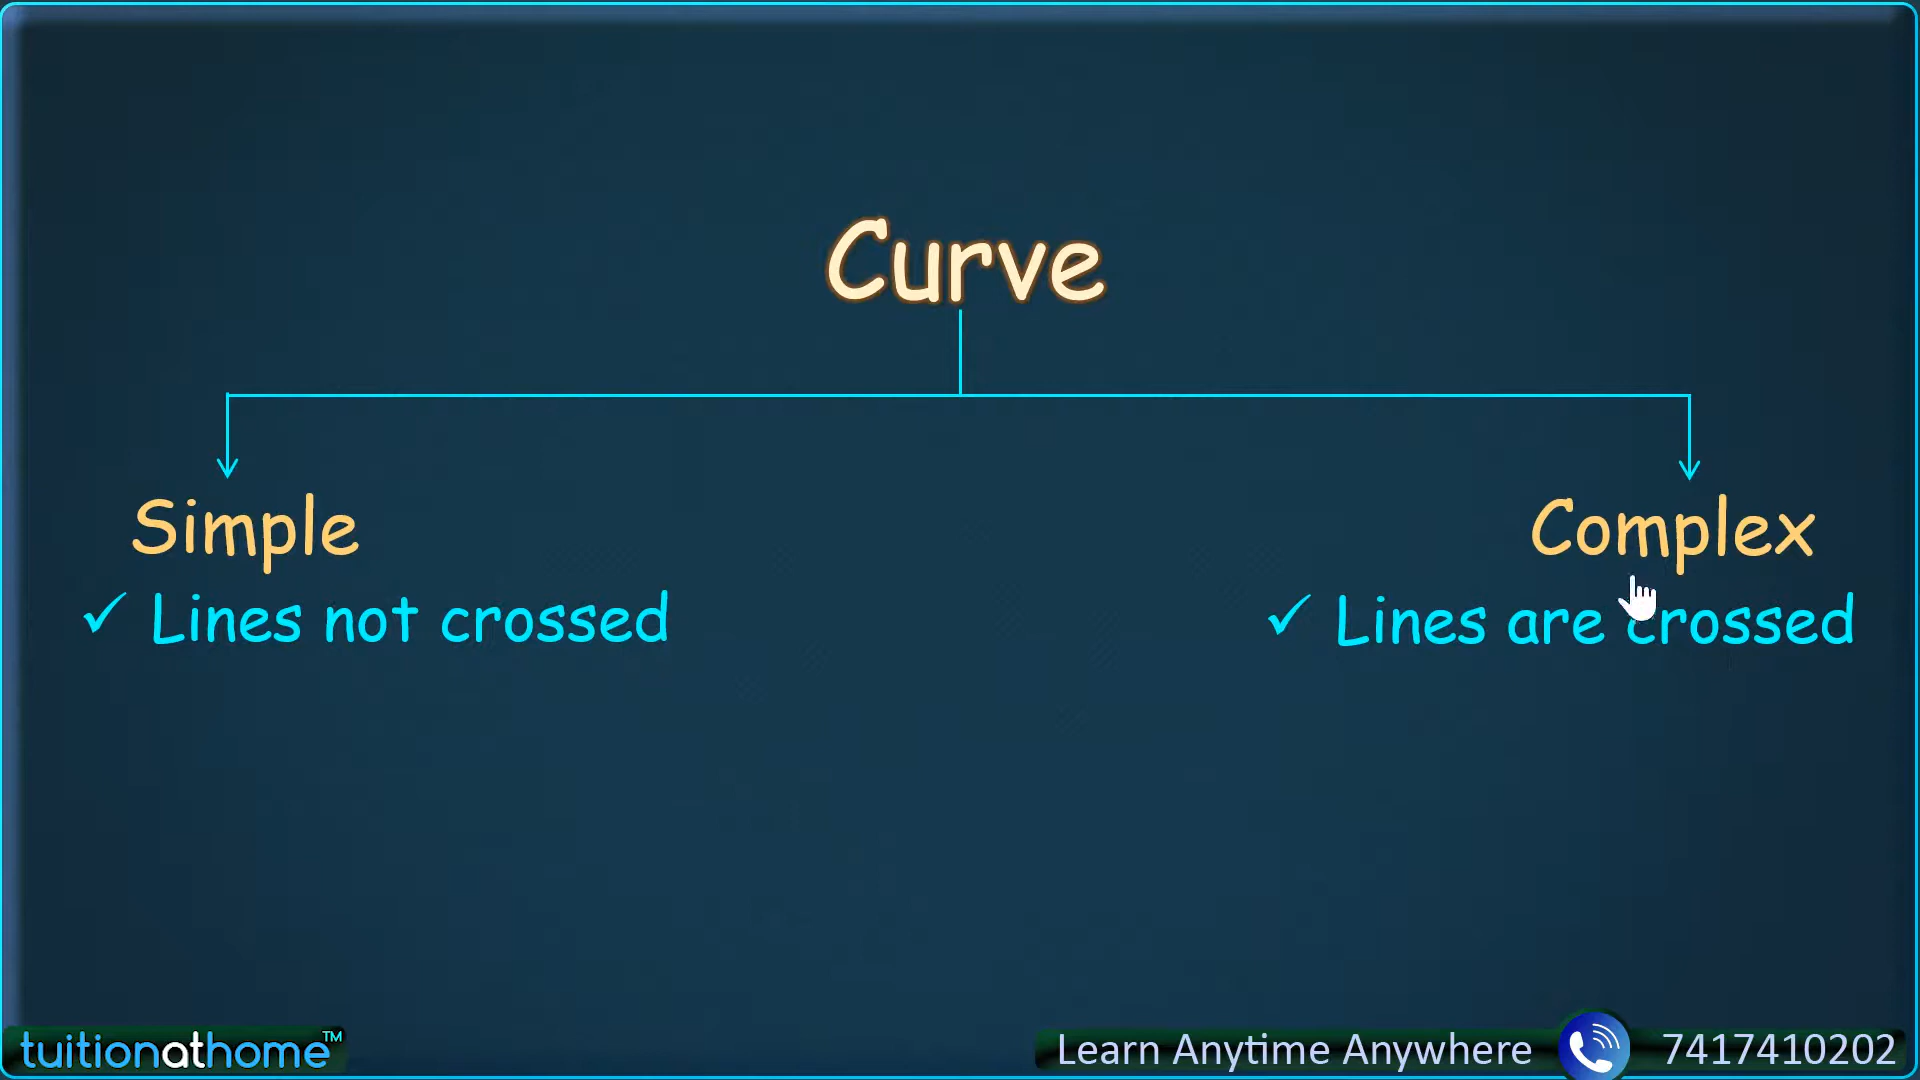 Curve
Simple
Complex
✓ Lines not crossed
✓ Lines are crossed
tuitionathome™
Learn Anytime Anywhere
7417410202